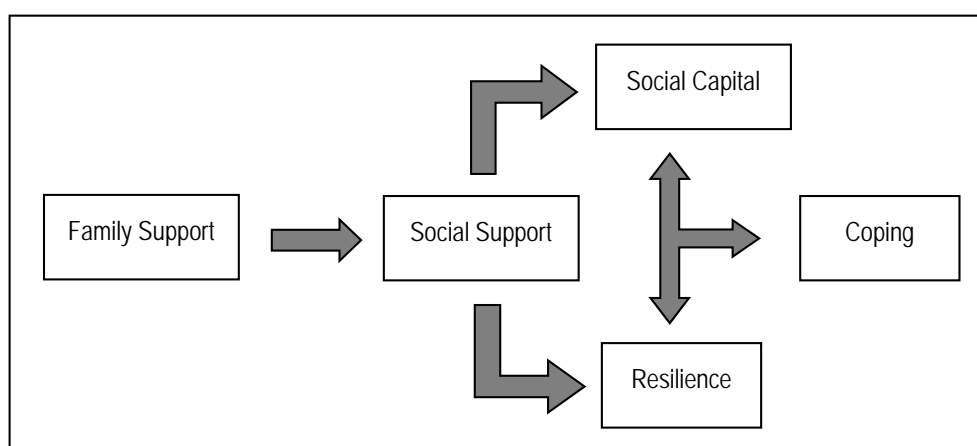 Social Capital
Family Support
Social Support
Coping
Resilience